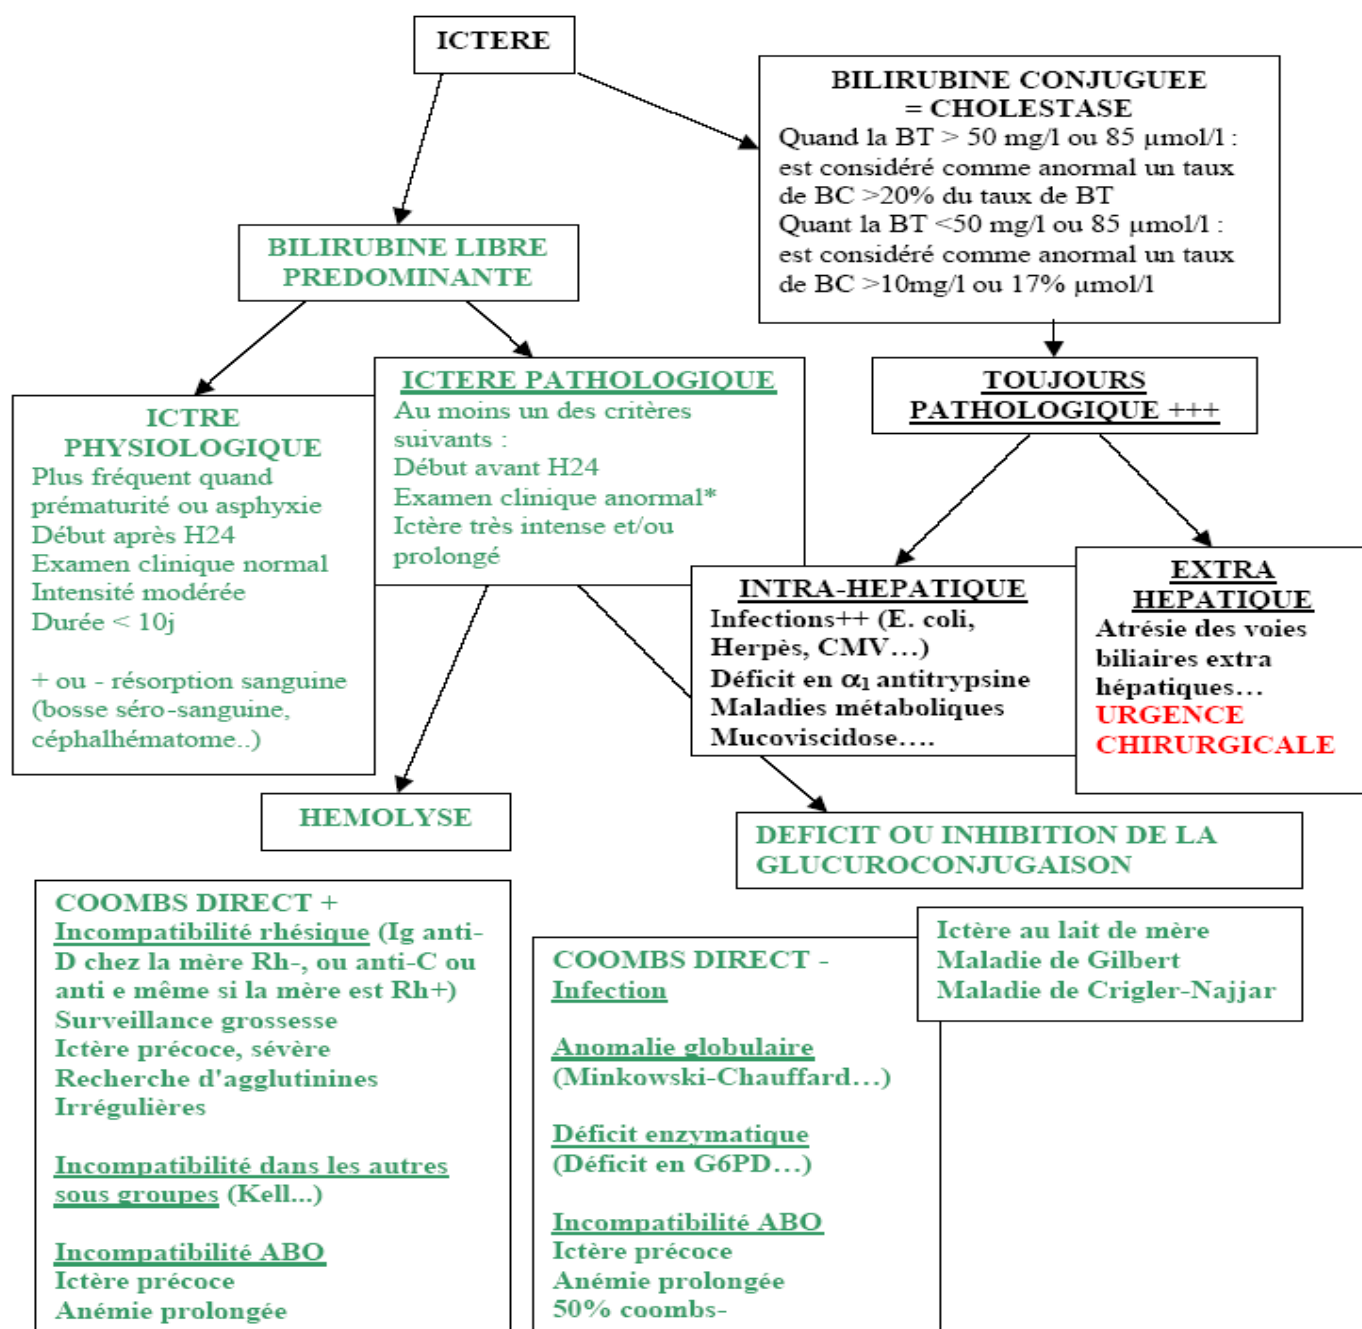 ICTERE
BILIRUBINE CONJUGUEE
= CHOLESTASE
Quand la BT > 50 mg/l ou 85 µmol/l :
est considéré comme anormal un taux
de BC >20% du taux de BT
Quant la BT <50 mg/l ou 85 µmol/l :
est considéré comme anormal un taux
de BC >10mg/l ou 17% µmol/l
BILIRUBINE LIBRE
PREDOMINANTE
ICTRE
PHYSIOLOGIQUE
Plus fréquent quand
prématurité ou asphyxie
Début après H24
Examen clinique normal
Intensité modérée
Durée < 10j
+ ou - résorption sanguine
(bosse séro-sanguine,
céphalhématome..)
ICTERE PATHOLOGIQUE
Au moins un des critères
suivants :
Début avant H24
Examen clinique anormal*
Ictère très intense et/ou
prolongé
TOUJOURS
PATHOLOGIQUE +++
INTRA-HEPATIQUE
Infections++ (E. coli,
Herpès, CMV…)
Déficit en α1 antitrypsine
Maladies métaboliques
Mucoviscidose….
EXTRA
HEPATIQUE
Atrésie des voies
biliaires extra
hépatiques…
URGENCE
CHIRURGICALE
HEMOLYSE
DEFICIT OU INHIBITION DE LA
GLUCUROCONJUGAISON
COOMBS DIRECT +
Incompatibilité rhésique (Ig anti-
D chez la mère Rh-, ou anti-C ou
anti e même si la mère est Rh+)
Surveillance grossesse
Ictère précoce, sévère
Recherche d'agglutinines
Irrégulières
Incompatibilité dans les autres
sous groupes (Kell...)
Incompatibilité ABO
Ictère précoce
Anémie prolongée
COOMBS DIRECT -
Infection
Anomalie globulaire
(Minkowski-Chauffard…)
Déficit enzymatique
(Déficit en G6PD…)
Incompatibilité ABO
Ictère précoce
Anémie prolongée
50% coombs-
Ictère au lait de mère
Maladie de Gilbert
Maladie de Crigler-Najjar